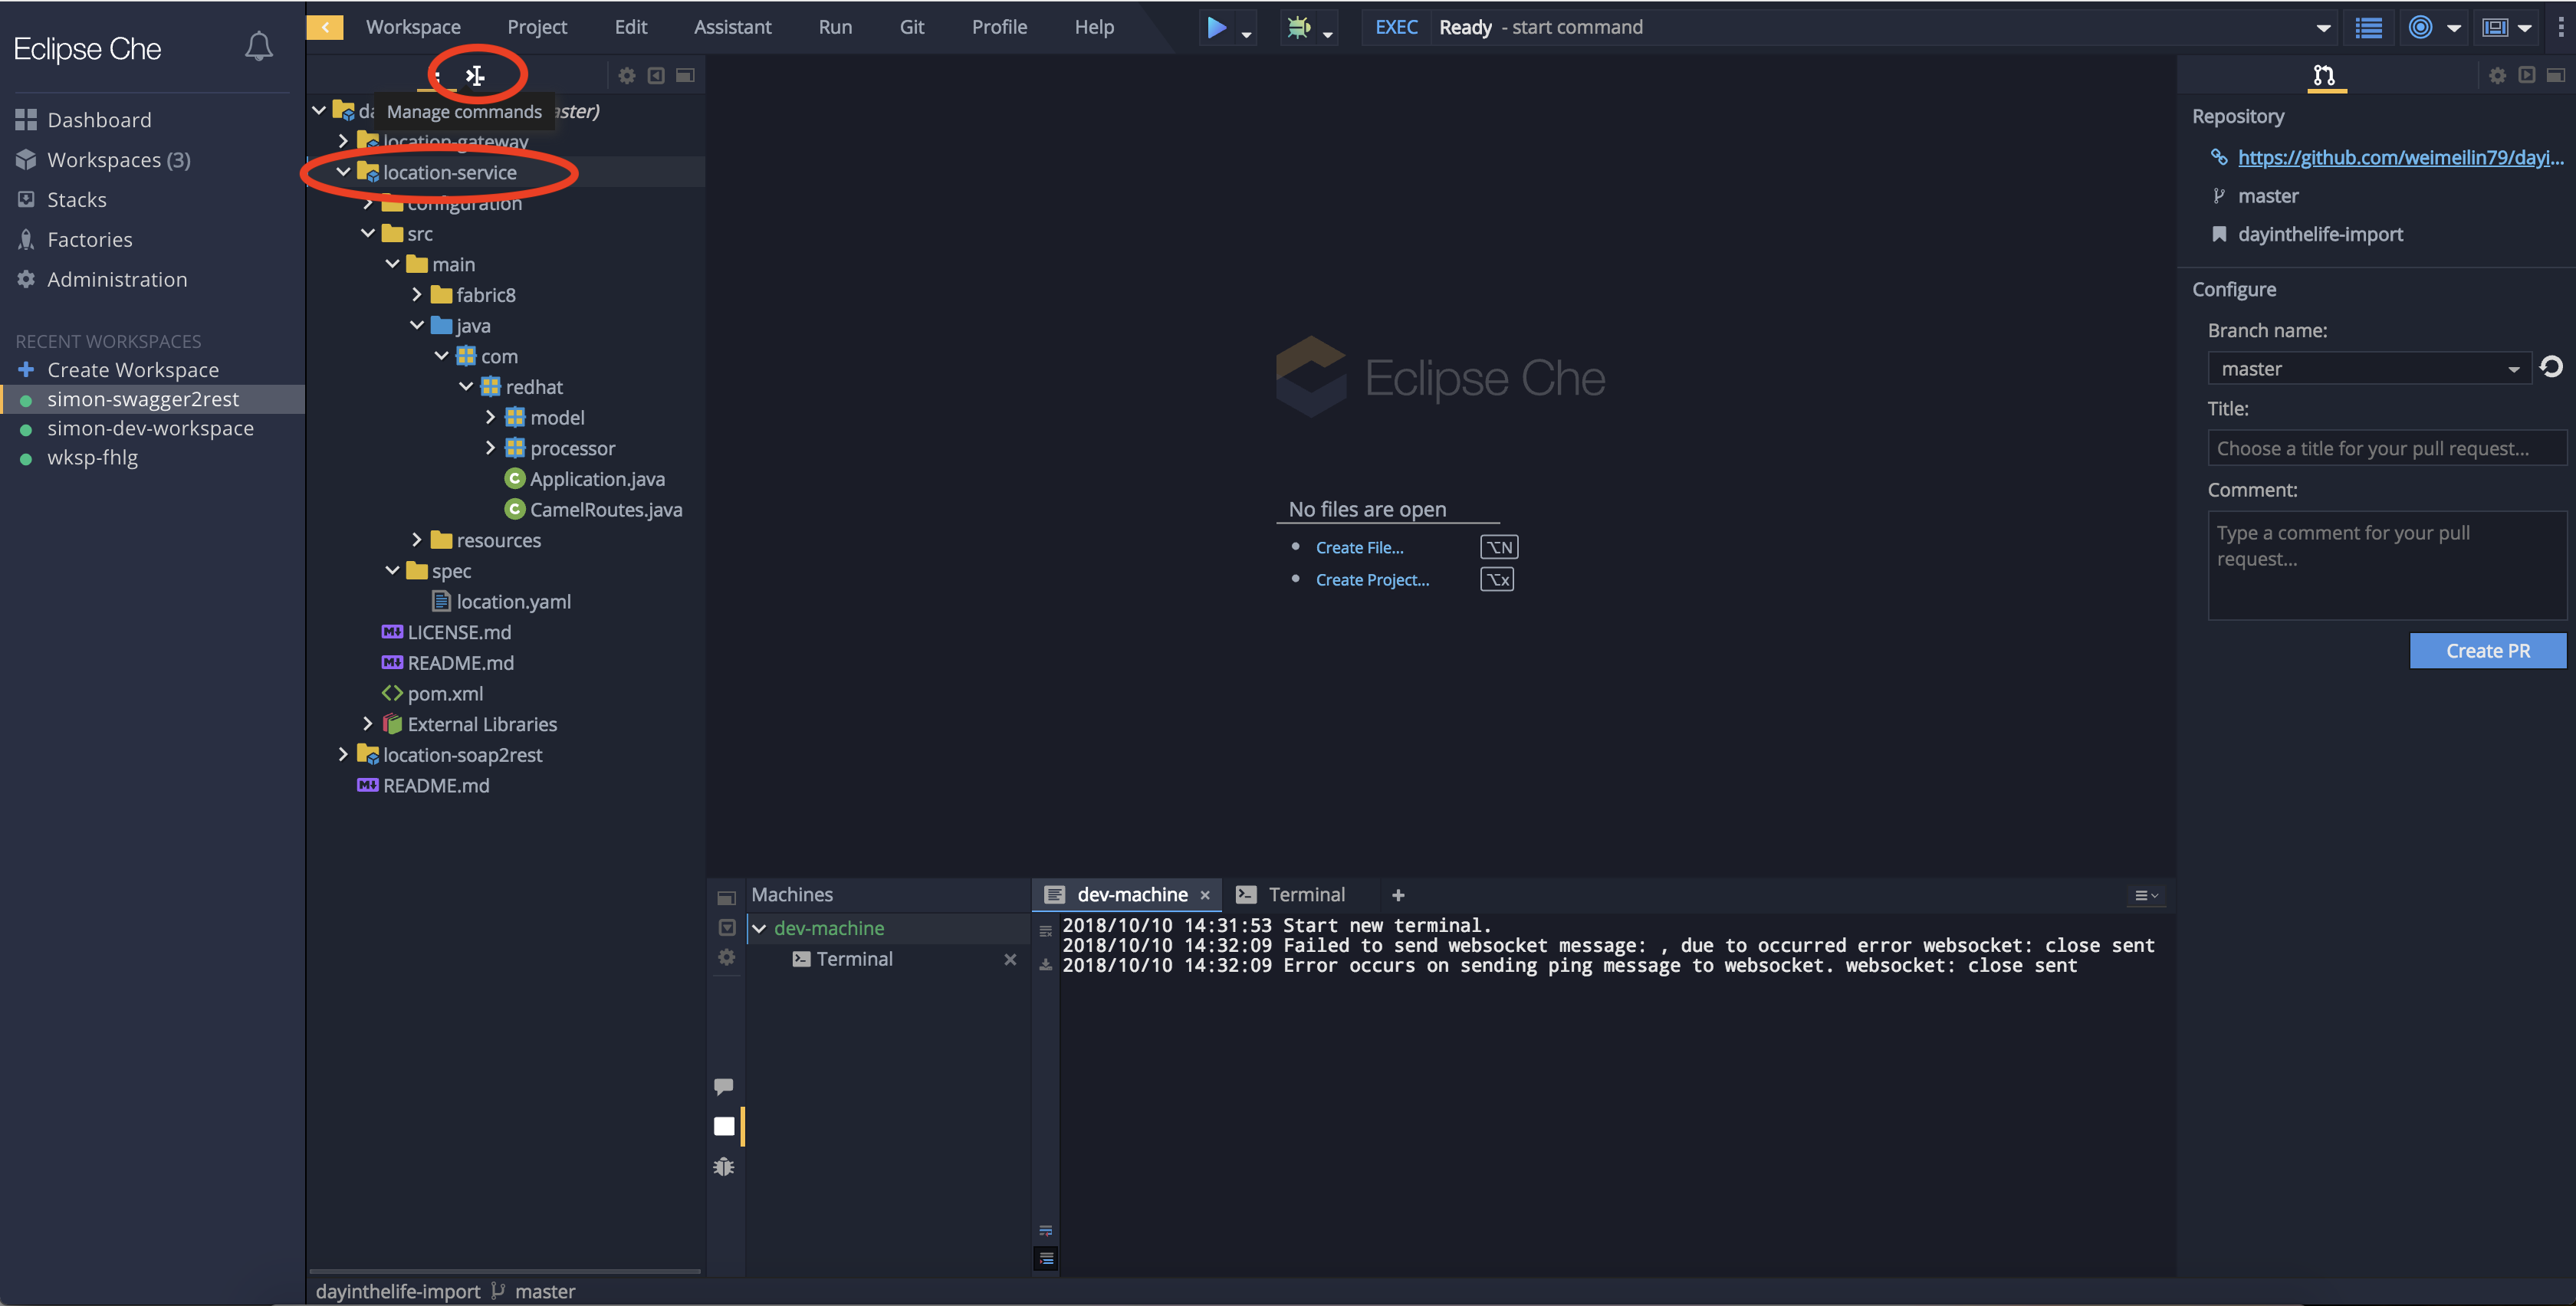 Eclipse Che
Dashboard
Workspaces (3)
Stacks
Factories
Administration
RECENT WORKSPACES
Create Workspace
simon-swagger2rest
simon-dev-workspace
wksp-fhlg
Workspace Project Edit Assistant Run Git Profile Help
EXEC Ready - start command
Manage commands
da aster)
location-gateway
location-service
configuration
src
main
fabric8
java
com
redhat
model
processor
Application.java
CamelRoutes.java
resources
spec
location.yaml
LICENSE.md
README.md
pom.xml
External Libraries
location-soap2rest
README.md
Eclipse Che
No files are open
Create File... ⌥N
Create Project... ⌥x
Repository
https://github.com/weimeilin79/dayi...
master
dayinthelife-import
Configure
Branch name:
master
Title:
Choose a title for your pull request...
Comment:
Type a comment for your pull
request...
Create PR
Machines
dev-machine
Terminal
dev-machine × Terminal +
2018/10/10 14:31:53 Start new terminal.
2018/10/10 14:32:09 Failed to send websocket message: , due to occurred error websocket: close sent
2018/10/10 14:32:09 Error occurs on sending ping message to websocket. websocket: close sent
dayinthelife-import master